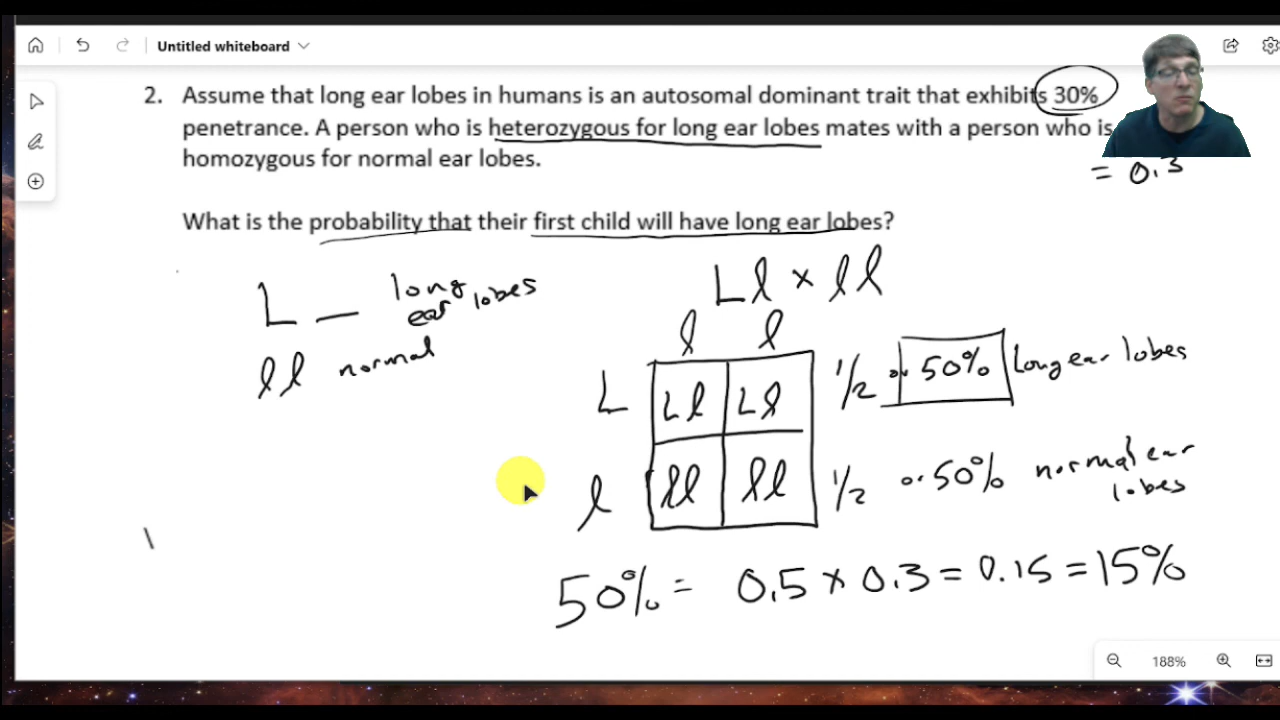 Untitled whiteboard
2. Assume that long ear lobes in humans is an autosomal dominant trait that exhibits 30%
penetrance. A person who is heterozygous for long ear lobes mates with a person who is
homozygous for normal ear lobes.
= 0.3
What is the probability that their first child will have long ear lobes?
L — long ear lobes
ll normal
Ll × ll
l l
L Ll Ll 1/2 or 50% long ear lobes
l ll ll 1/2 or 50% normal ear lobes
50% = 0.5 × 0.3 = 0.15 = 15%
188%